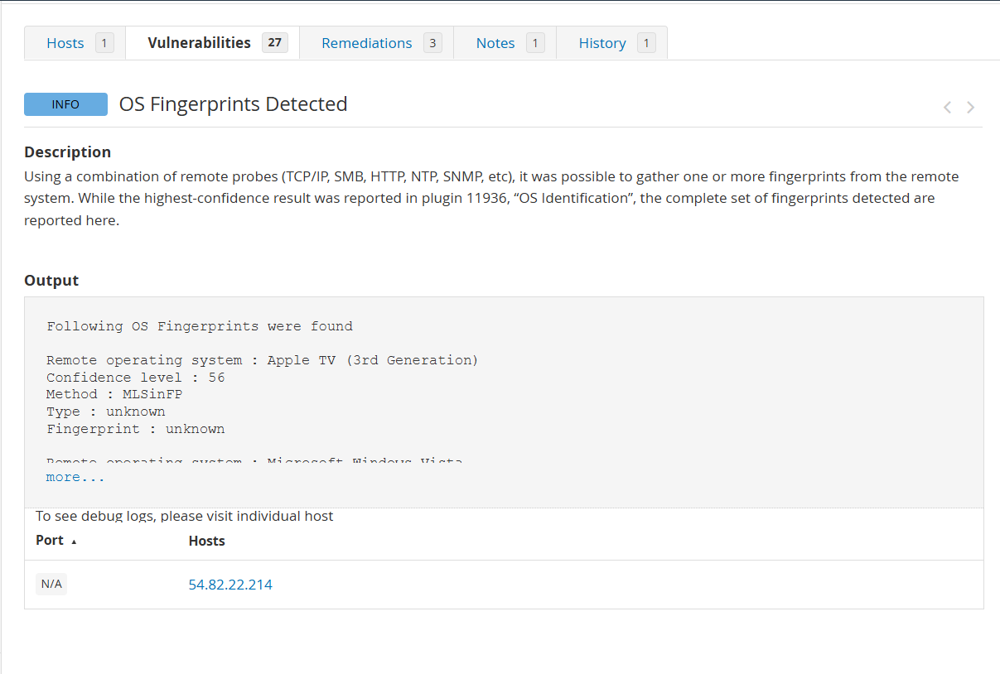 Hosts 1 Vulnerabilities 27 Remediations 3 Notes 1 History 1
INFO OS Fingerprints Detected
Description
Using a combination of remote probes (TCP/IP, SMB, HTTP, NTP, SNMP, etc), it was possible to gather one or more fingerprints from the remote
system. While the highest-confidence result was reported in plugin 11936, “OS Identification”, the complete set of fingerprints detected are
reported here.
Output
Following OS Fingerprints were found
Remote operating system : Apple TV (3rd Generation)
Confidence level : 56
Method : MLSinFP
Type : unknown
Fingerprint : unknown
Remote operating system : Microsoft Windows Vista
more...
To see debug logs, please visit individual host
Port ▲ Hosts
N/A 54.82.22.214